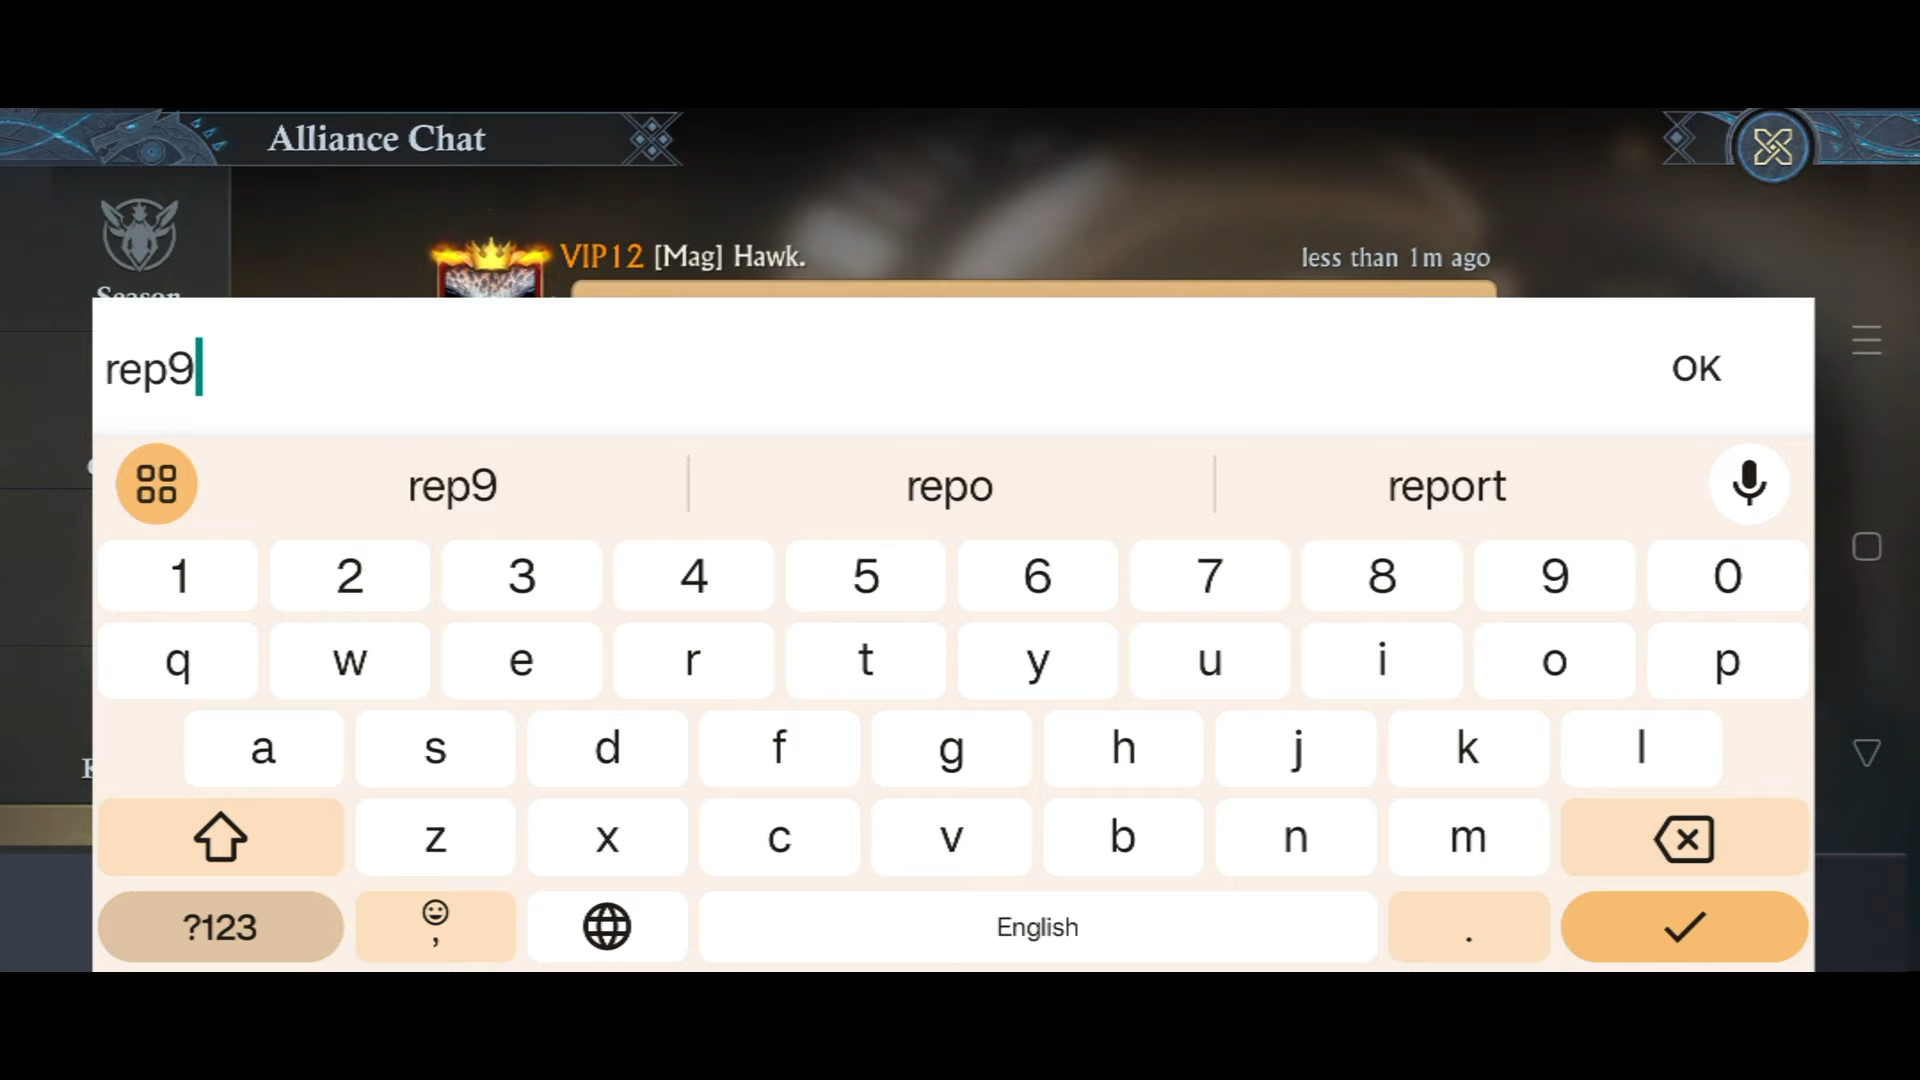 Alliance Chat
VIP12 [Mag] Hawk.
less than 1m ago
Season
rep9
OK
rep9
repo
report
1 2 3 4 5 6 7 8 9 0
q w e r t y u i o p
a s d f g h j k l
z x c v b n m
?123
,
English
.